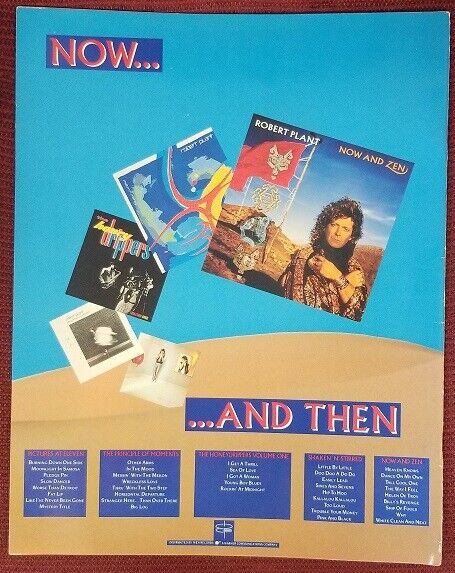 NOW...
ROBERT PLANT
NOW AND ZEN
ROBERT PLANT
...AND THEN
PICTURES AT ELEVEN
BURNING DOWN ONE SIDE
MOONLIGHT IN SAMOSA
PLEDGE PIN
SLOW DANCER
WORSE THAN DETROIT
FAT LIP
LIKE I'VE NEVER BEEN GONE
MYSTERY TITLE
THE PRINCIPLE OF MOMENTS
OTHER ARMS
IN THE MOOD
MESSIN' WITH THE MEKON
WRECKLESS LOVE
THRU' WITH THE TWO STEP
HORIZONTAL DEPARTURE
STRANGER HERE... THAN OVER THERE
BIG LOG
THE HONEYDRIPPERS VOLUME ONE
I GET A THRILL
SEA OF LOVE
I GOT A WOMAN
YOUNG BOY BLUES
ROCKIN' AT MIDNIGHT
SHAKEN 'N STIRRED
LITTLE BY LITTLE
DOO DOO A DO DO
EASILY LEAD
SIXES AND SEVENS
HIP TO HOO
KALLALOU KALLALOU
TOO LOUD
TROUBLE YOUR MONEY
PINK AND BLACK
NOW AND ZEN
HEAVEN KNOWS
DANCE ON MY OWN
TALL COOL ONE
THE WAY I FEEL
HELEN OF TROY
BILLY'S REVENGE
SHIP OF FOOLS
WHY
WHITE CLEAN AND NEAT